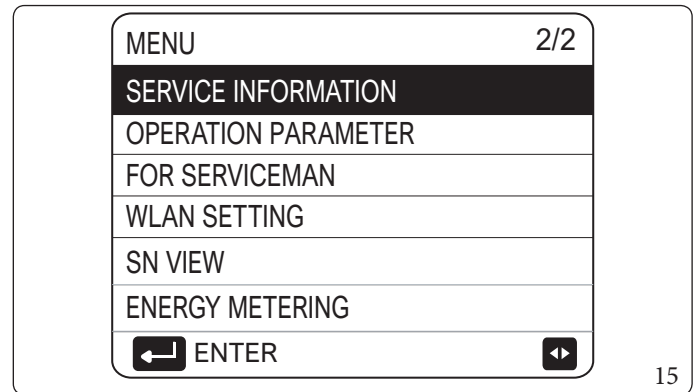 MENU 2/2
SERVICE INFORMATION
OPERATION PARAMETER
FOR SERVICEMAN
WLAN SETTING
SN VIEW
ENERGY METERING
ENTER
15